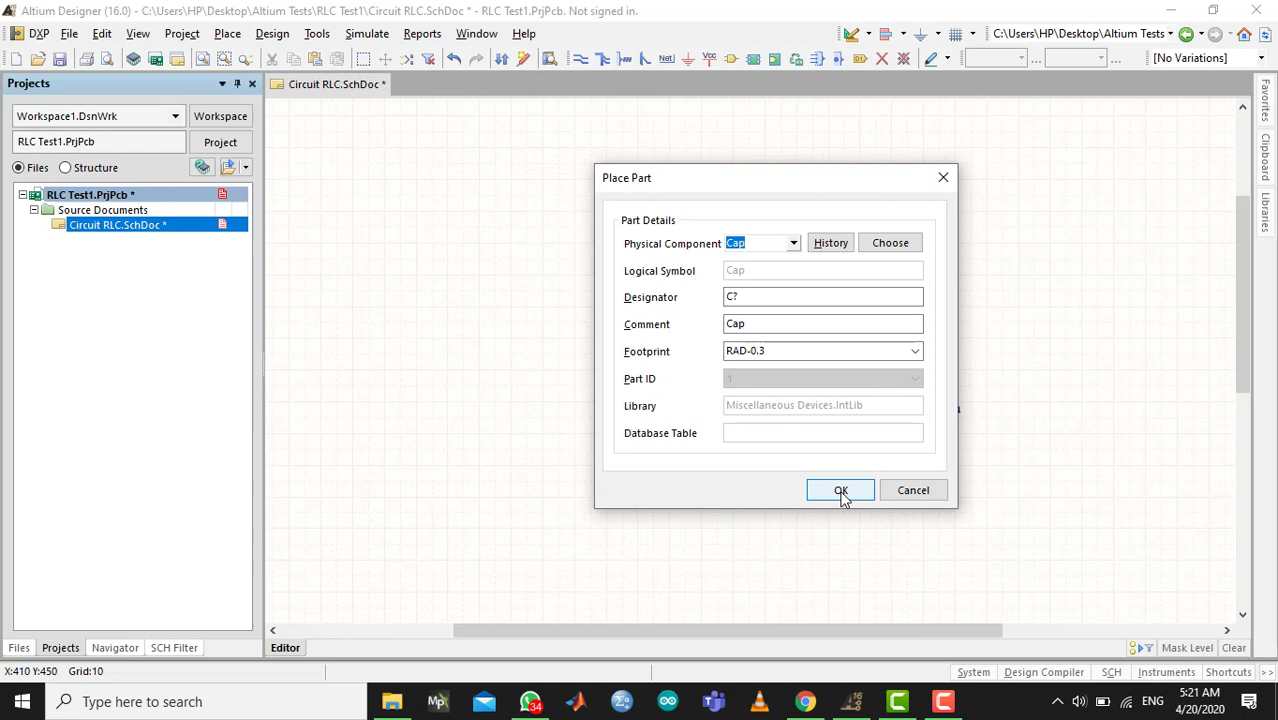 Altium Designer (16.0) - C:\Users\HP\Desktop\Altium Tests\RLC Test1\Circuit RLC.SchDoc * - RLC Test1.PrjPcb. Not signed in.
DXP File Edit View Project Place Design Tools Simulate Reports Window Help C:\Users\HP\Desktop\Altium Tests
Net VCC ... ... [No Variations]
Projects Circuit RLC.SchDoc *
Workspace1.DsnWrk Workspace
RLC Test1.PrjPcb Project
Files Structure
RLC Test1.PrjPcb *
Source Documents
Circuit RLC.SchDoc *
Favorites
Clipboard
Libraries
Place Part
Part Details
Physical Component Cap History Choose
Logical Symbol Cap
Designator C?
Comment Cap
Footprint RAD-0.3
Part ID 1
Library Miscellaneous Devices.IntLib
Database Table
OK Cancel
Files Projects Navigator SCH Filter Editor Mask Level Clear
X:410 Y:450 Grid:10 System Design Compiler SCH Instruments Shortcuts >>
Type here to search Mp 34 16 ENG 5:21 AM
4/20/2020